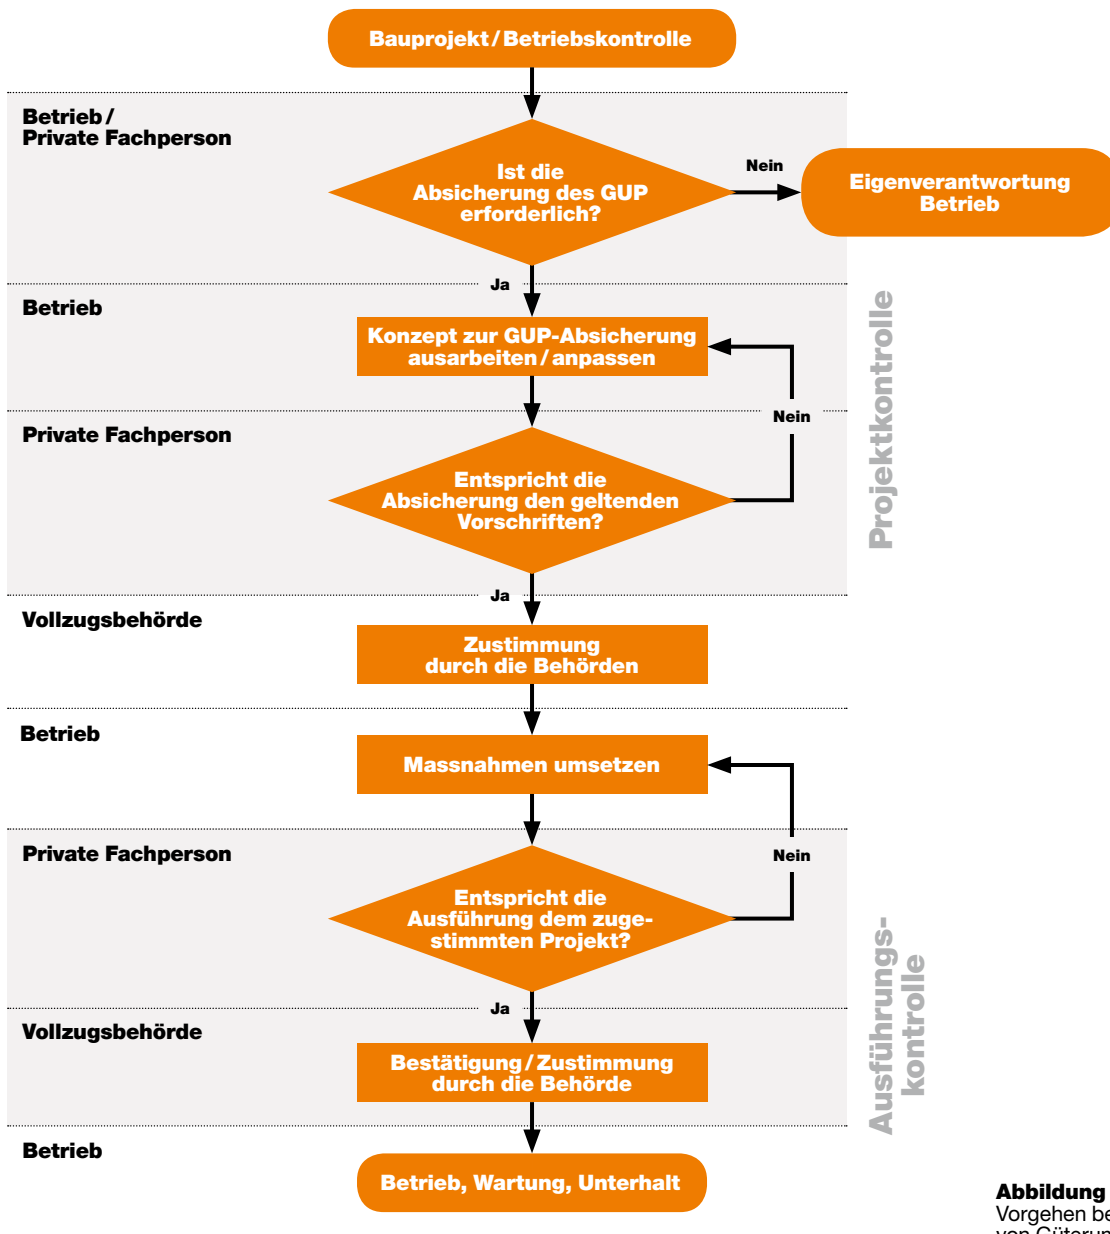 Bauprojekt / Betriebskontrolle
Betrieb /
Private Fachperson
Ist die
Absicherung des GUP
erforderlich?
Nein
Eigenverantwortung
Betrieb
Ja
Betrieb
Konzept zur GUP-Absicherung
ausarbeiten / anpassen
Nein
Private Fachperson
Entspricht die
Absicherung den geltenden
Vorschriften?
Projektkontrolle
Ja
Vollzugsbehörde
Zustimmung
durch die Behörden
Betrieb
Massnahmen umsetzen
Private Fachperson
Nein
Entspricht die
Ausführung dem zuge-
stimmten Projekt?
Ausführungs-
kontrolle
Ja
Vollzugsbehörde
Bestätigung / Zustimmung
durch die Behörde
Betrieb
Betrieb, Wartung, Unterhalt
Abbildung
Vorgehen be